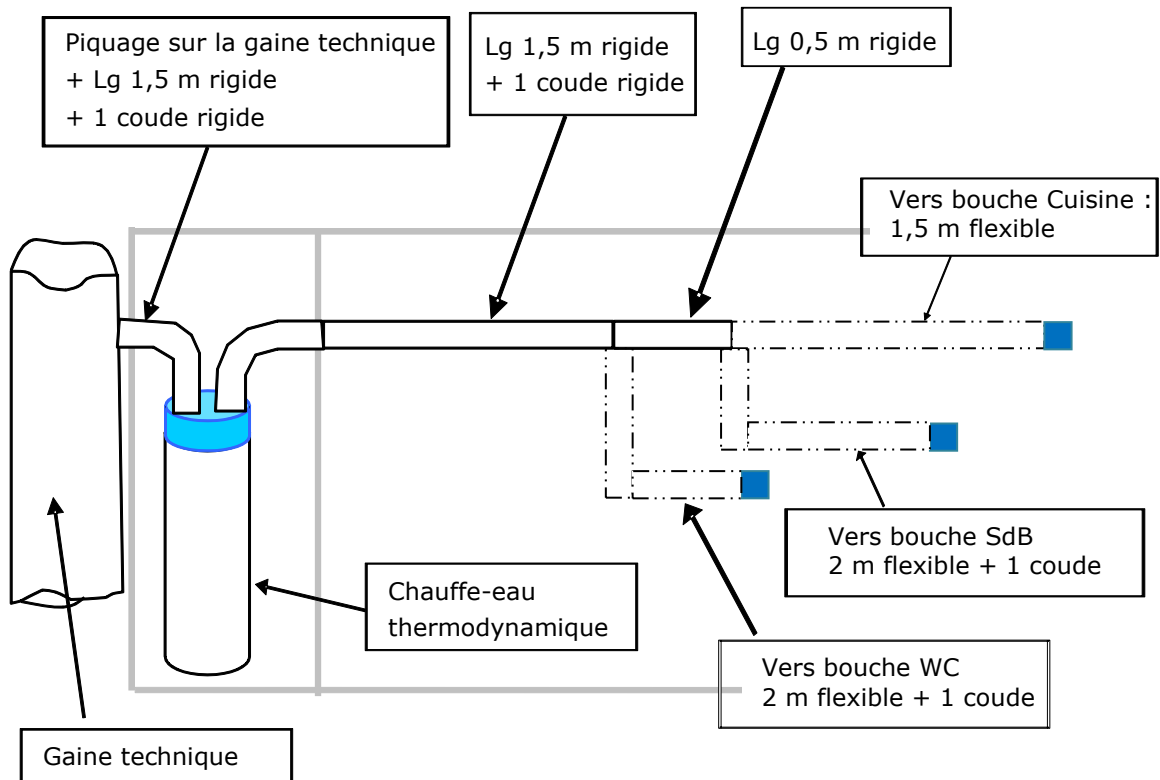 Piquage sur la gaine technique
+ Lg 1,5 m rigide
+ 1 coude rigide
Lg 1,5 m rigide
+ 1 coude rigide
Lg 0,5 m rigide
Vers bouche Cuisine :
1,5 m flexible
Vers bouche SdB
2 m flexible + 1 coude
Chauffe-eau
thermodynamique
Vers bouche WC
2 m flexible + 1 coude
Gaine technique